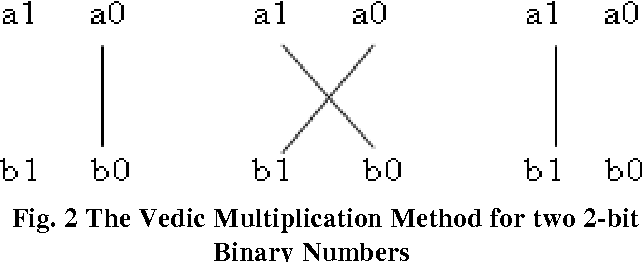 a1 a0 a1 a0 a1 a0
b1 b0 b1 b0 b1 b0
Fig. 2 The Vedic Multiplication Method for two 2-bit
Binary Numbers